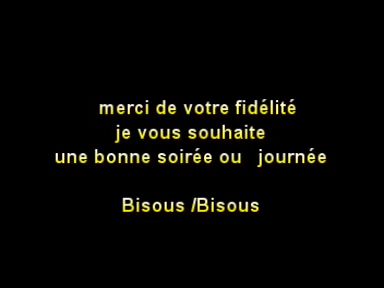 merci de votre fidélité
je vous souhaite
une bonne soirée ou journée
Bisous /Bisous